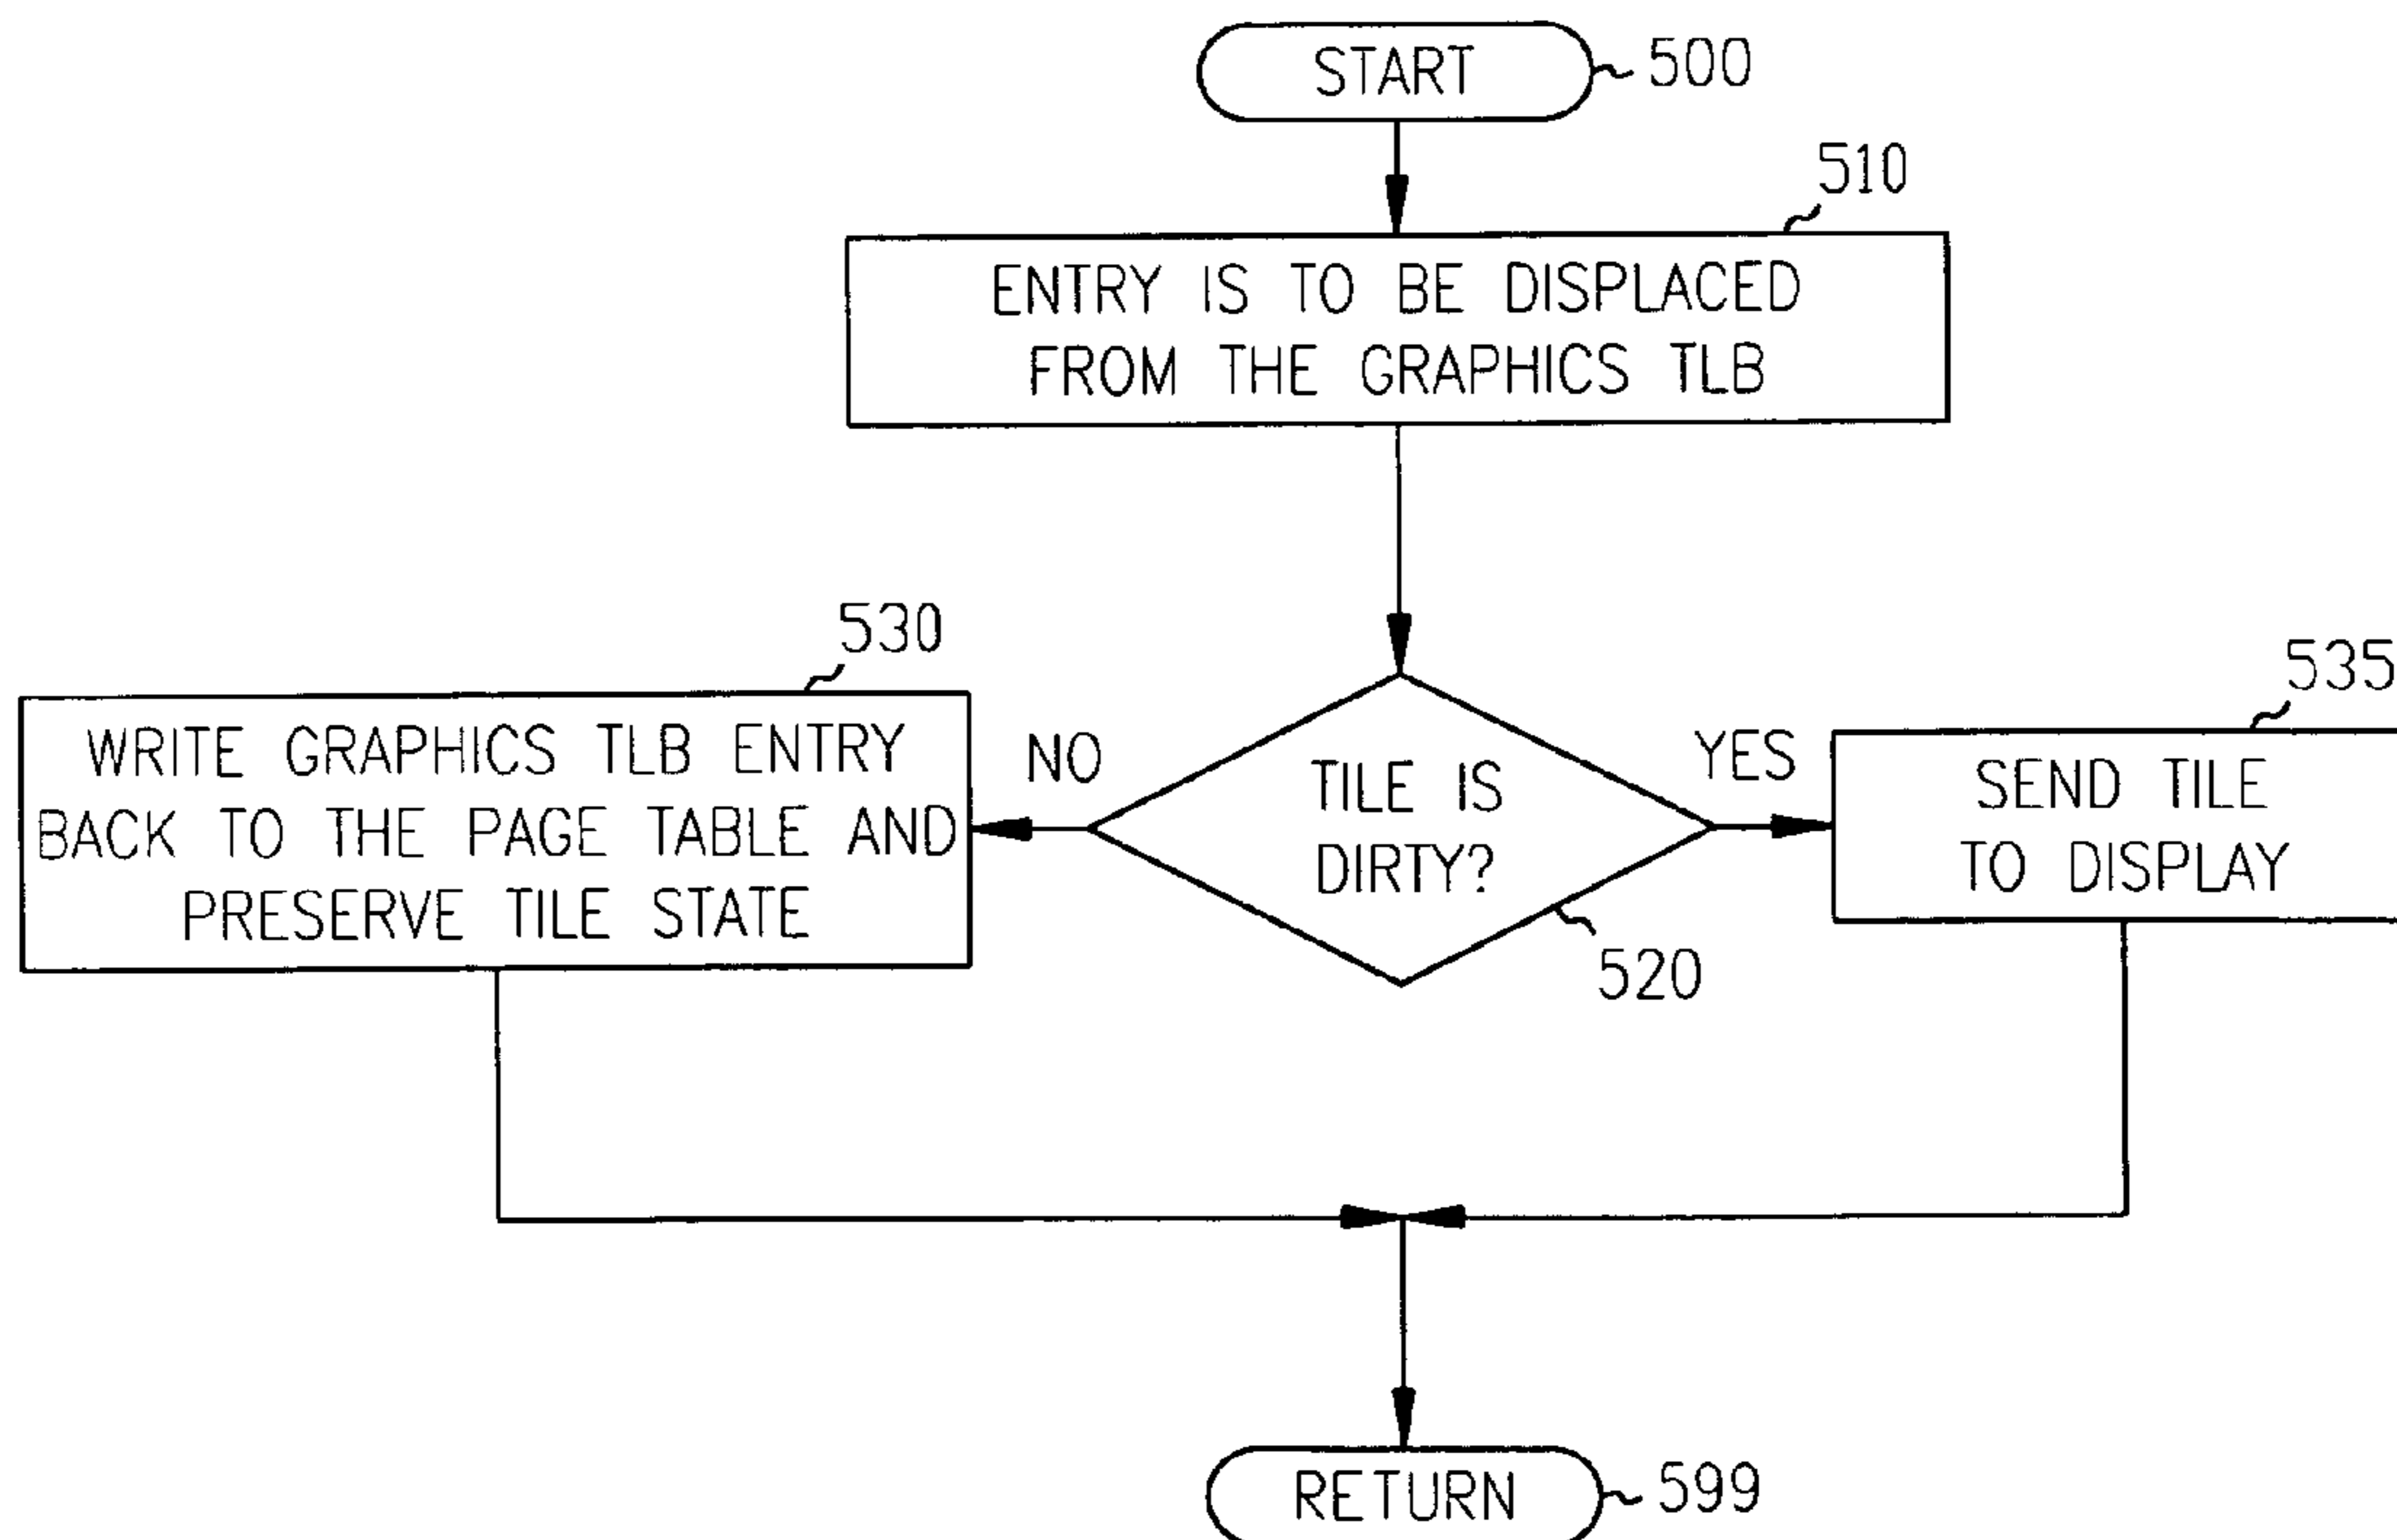 START
500
510
ENTRY IS TO BE DISPLACED
FROM THE GRAPHICS TLB
530
WRITE GRAPHICS TLB ENTRY
BACK TO THE PAGE TABLE AND
PRESERVE TILE STATE
NO
TILE IS
DIRTY?
520
YES
535
SEND TILE
TO DISPLAY
RETURN
599